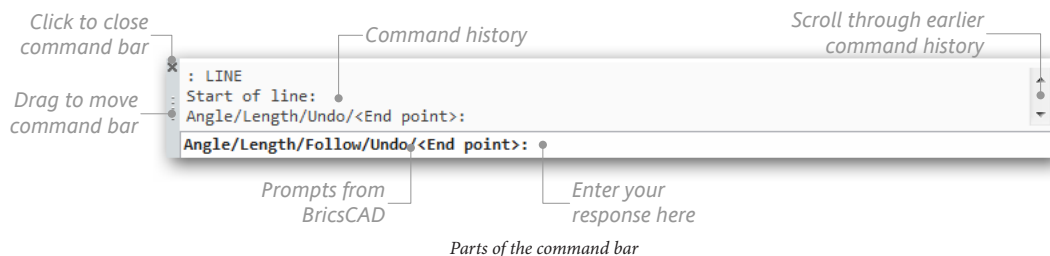 Click to close
command bar
Command history
Scroll through earlier
command history
Drag to move
command bar
: LINE
Start of line:
Angle/Length/Undo/<End point>:
Angle/Length/Follow/Undo/<End point>:
Prompts from
BricsCAD
Enter your
response here
Parts of the command bar